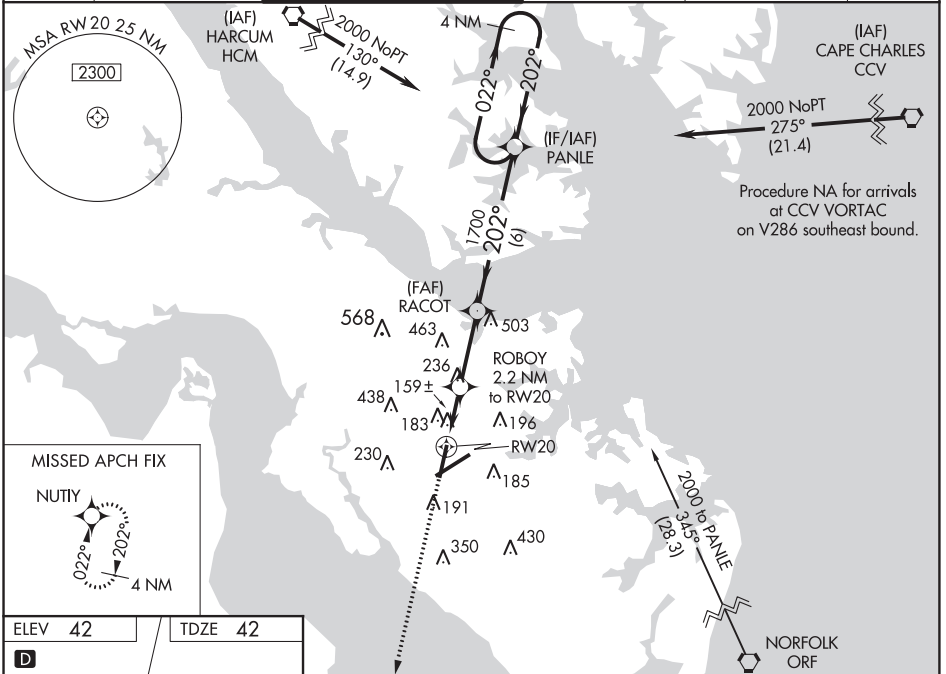 MSA RW20 25 NM
2300
(IAF)
HARCUM
HCM
2000 NoPT
130°
(14.9)
4 NM
022°
202°
(IF/IAF)
PANLE
(IAF)
CAPE CHARLES
CCV
2000 NoPT
275°
(21.4)
Procedure NA for arrivals
at CCV VORTAC
on V286 southeast bound.
1700
202°
(6)
(FAF)
RACOT
568
463
503
236
ROBOY
2.2 NM
to RW20
159±
438
183
196
RW20
230
185
191
350
430
MISSED APCH FIX
NUTIY
022°
202°
4 NM
2000 to PANLE
345°
(28.3)
NORFOLK
ORF
ELEV 42
TDZE 42
D